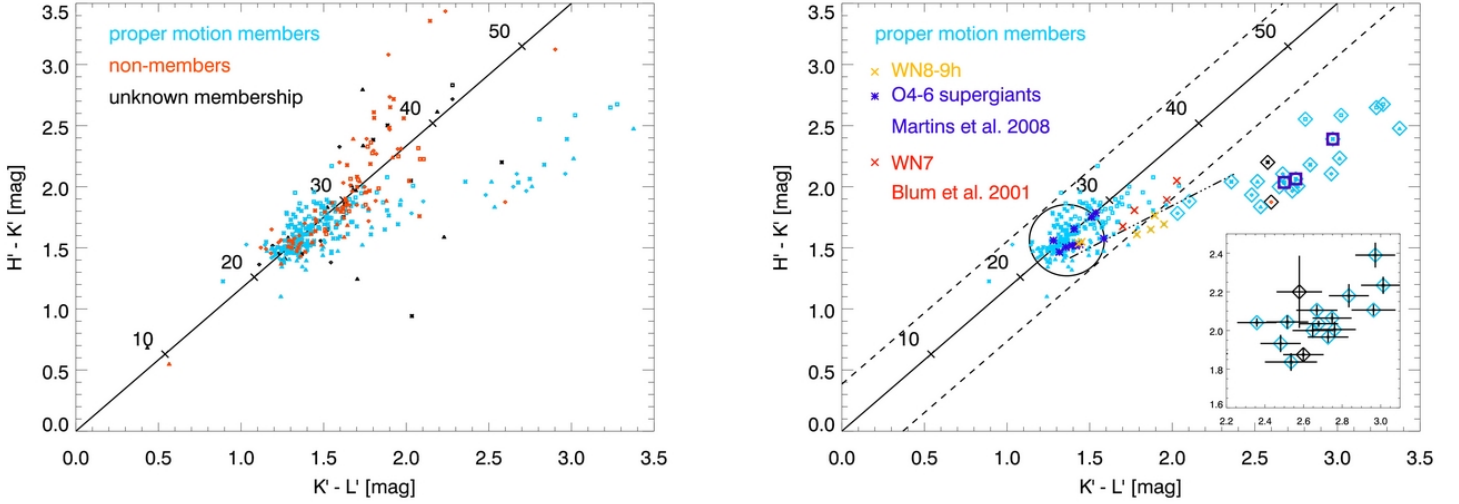 3.5
3.0
2.5
2.0
1.5
1.0
0.5
0.0
H' - K' [mag]
proper motion members
non-members
unknown membership
10
20
30
40
50
0.0 0.5 1.0 1.5 2.0 2.5 3.0 3.5
K' - L' [mag]
3.5
3.0
2.5
2.0
1.5
1.0
0.5
0.0
H' - K' [mag]
proper motion members
WN8-9h
O4-6 supergiants
Martins et al. 2008
WN7
Blum et al. 2001
10
20
30
40
50
2.4
2.2
2.0
1.8
1.6
2.2 2.4 2.6 2.8 3.0
0.0 0.5 1.0 1.5 2.0 2.5 3.0 3.5
K' - L' [mag]